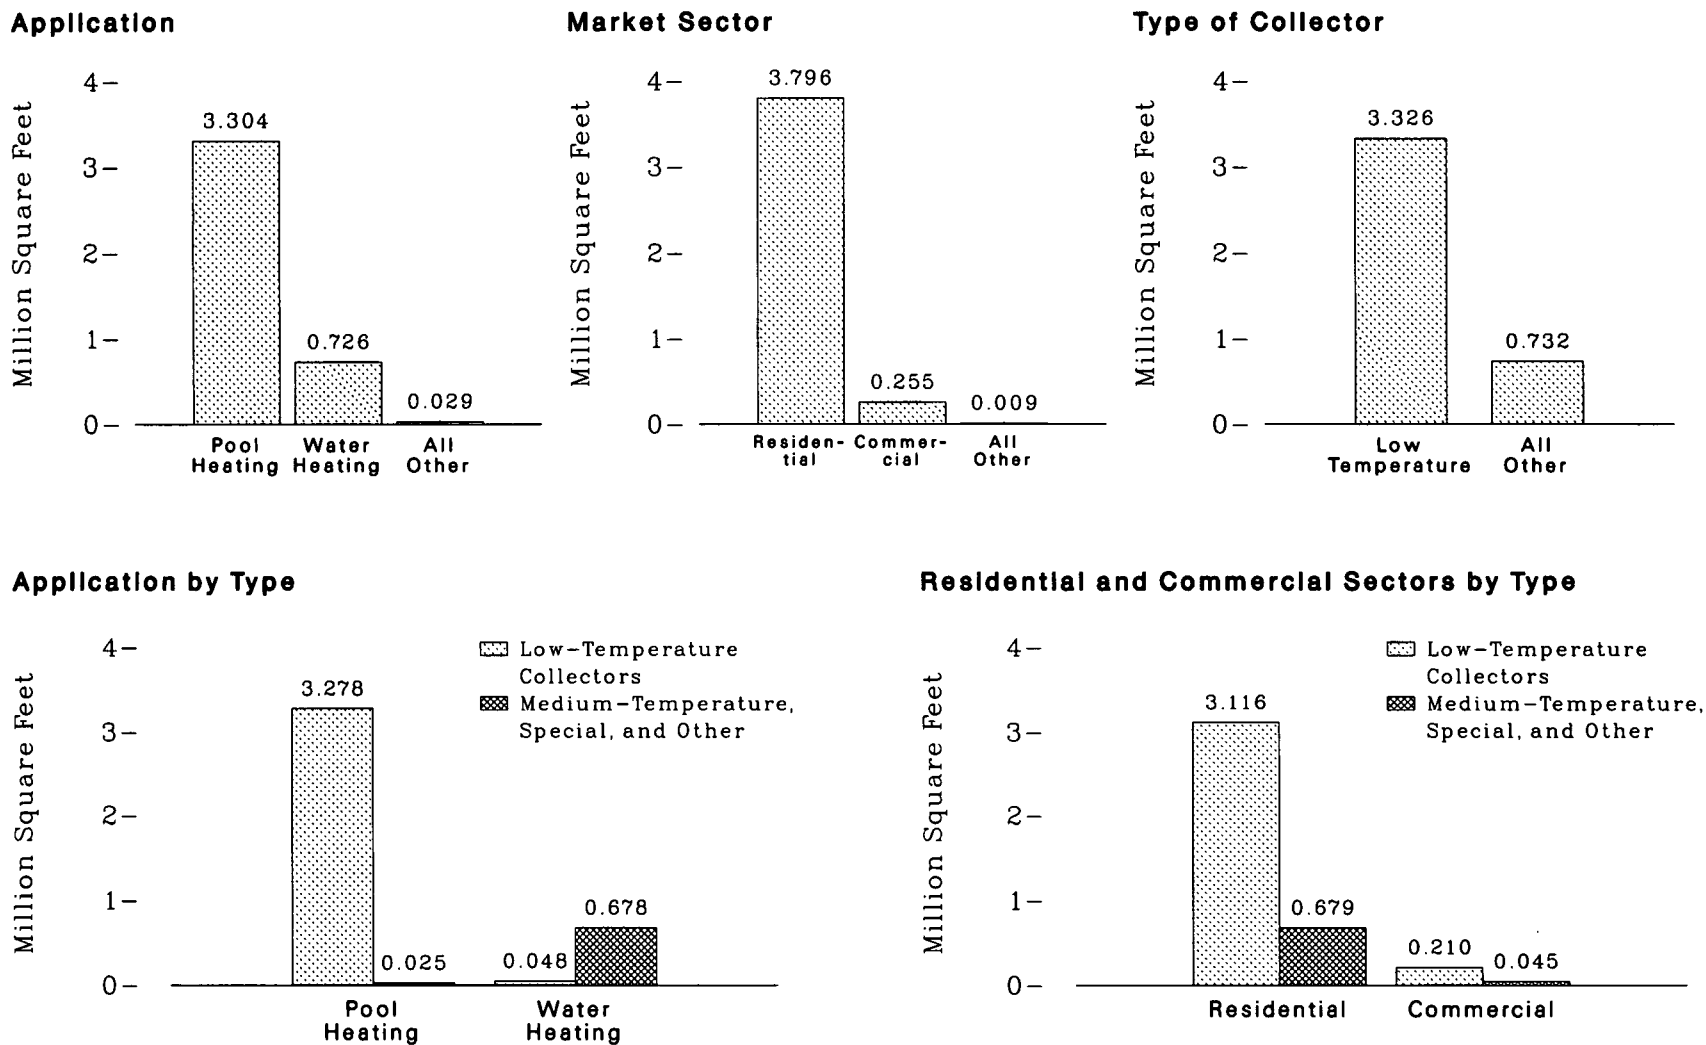 Application
Million Square Feet
4
3
2
1
0
3.304
0.726
0.029
Pool
Heating
Water
Heating
All
Other
Market Sector
Million Square Feet
4
3
2
1
0
3.796
0.255
0.009
Residen-
tial
Commer-
cial
All
Other
Type of Collector
Million Square Feet
4
3
2
1
0
3.326
0.732
Low
Temperature
All
Other
Application by Type
Million Square Feet
4
3
2
1
0
Low-Temperature
Collectors
Medium-Temperature,
Special, and Other
3.278
0.025
0.048
0.678
Pool
Heating
Water
Heating
Residential and Commercial Sectors by Type
Million Square Feet
4
3
2
1
0
Low-Temperature
Collectors
Medium-Temperature,
Special, and Other
3.116
0.679
0.210
0.045
Residential
Commercial